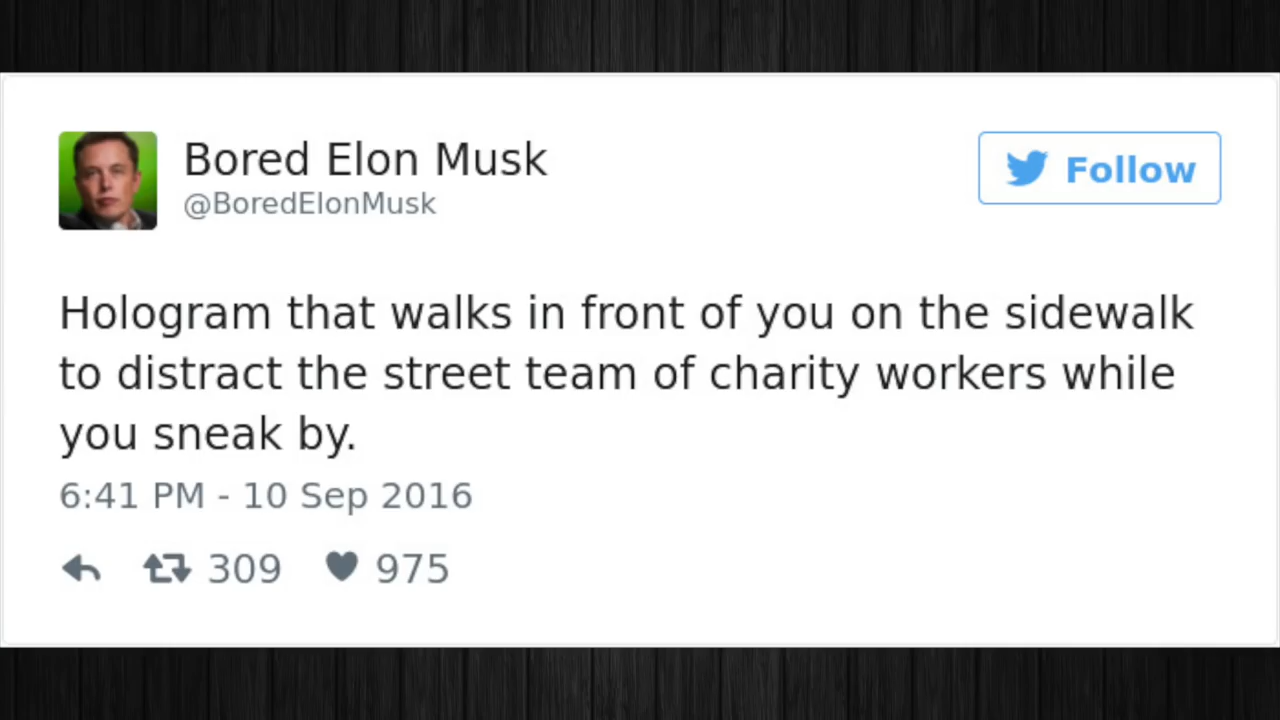 Bored Elon Musk
@BoredElonMusk
Follow
Hologram that walks in front of you on the sidewalk
to distract the street team of charity workers while
you sneak by.
6:41 PM - 10 Sep 2016
309 975